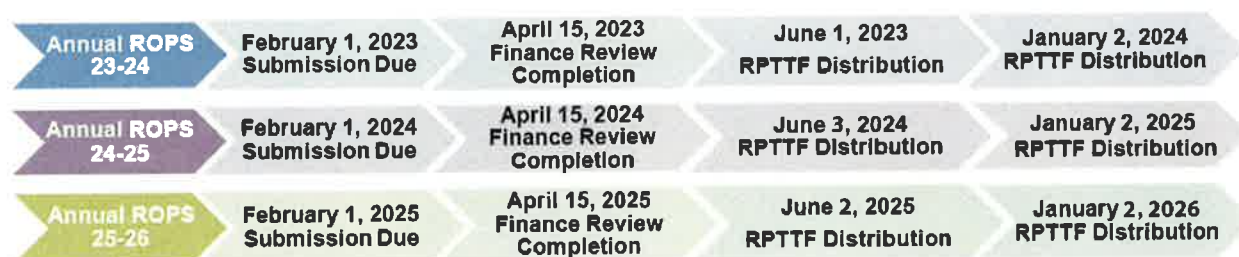 Annual ROPS
23-24
February 1, 2023
Submission Due
April 15, 2023
Finance Review
Completion
June 1, 2023
RPTTF Distribution
January 2, 2024
RPTTF Distribution
Annual ROPS
24-25
February 1, 2024
Submission Due
April 15, 2024
Finance Review
Completion
June 3, 2024
RPTTF Distribution
January 2, 2025
RPTTF Distribution
Annual ROPS
25-26
February 1, 2025
Submission Due
April 15, 2025
Finance Review
Completion
June 2, 2025
RPTTF Distribution
January 2, 2026
RPTTF Distribution